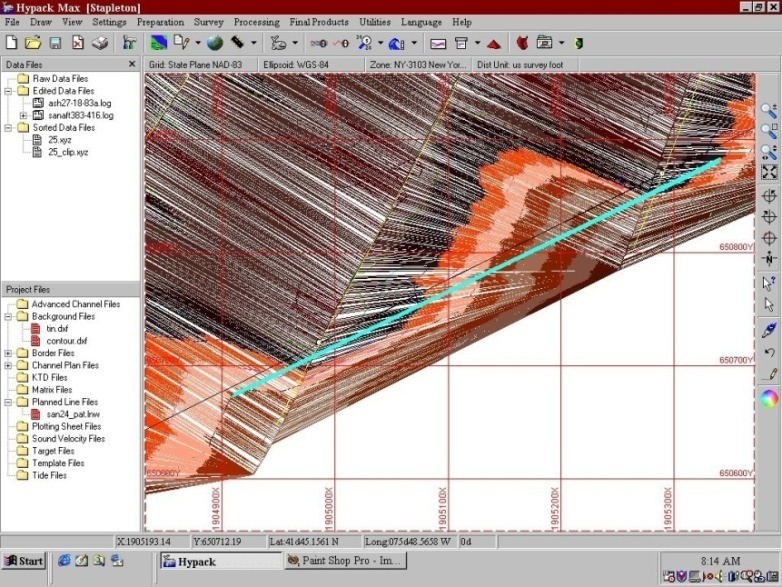 Hypack Max [Stapleton]
File Draw View Settings Preparation Survey Processing Final Products Utilities Language Help
Data Files
Grid: State Plane NAD-83
Ellipsoid: WGS-84
Zone: NY-3103 New Yor...
Dist Unit: us survey foot
Raw Data Files
Edited Data Files
ash27-18-83a.log
sanaft383-416.log
Sorted Data Files
25.xyz
25_clip.xyz
650800Y
Project Files
Advanced Channel Files
Background Files
tin.dxf
contour.dxf
Border Files
Channel Plan Files
KTD Files
Matrix Files
Planned Line Files
san24_pat.lnw
Plotting Sheet Files
Sound Velocity Files
Target Files
Template Files
Tide Files
650700Y
650600Y
650600Y
1904900X
1905000X
1905100X
1905200X
1905300X
X:1905193.14
Y:650712.19
Lat:41d45.1561 N
Long:075d48.5658 W
0d
Start
Hypack
Paint Shop Pro - Im...
8:14 AM